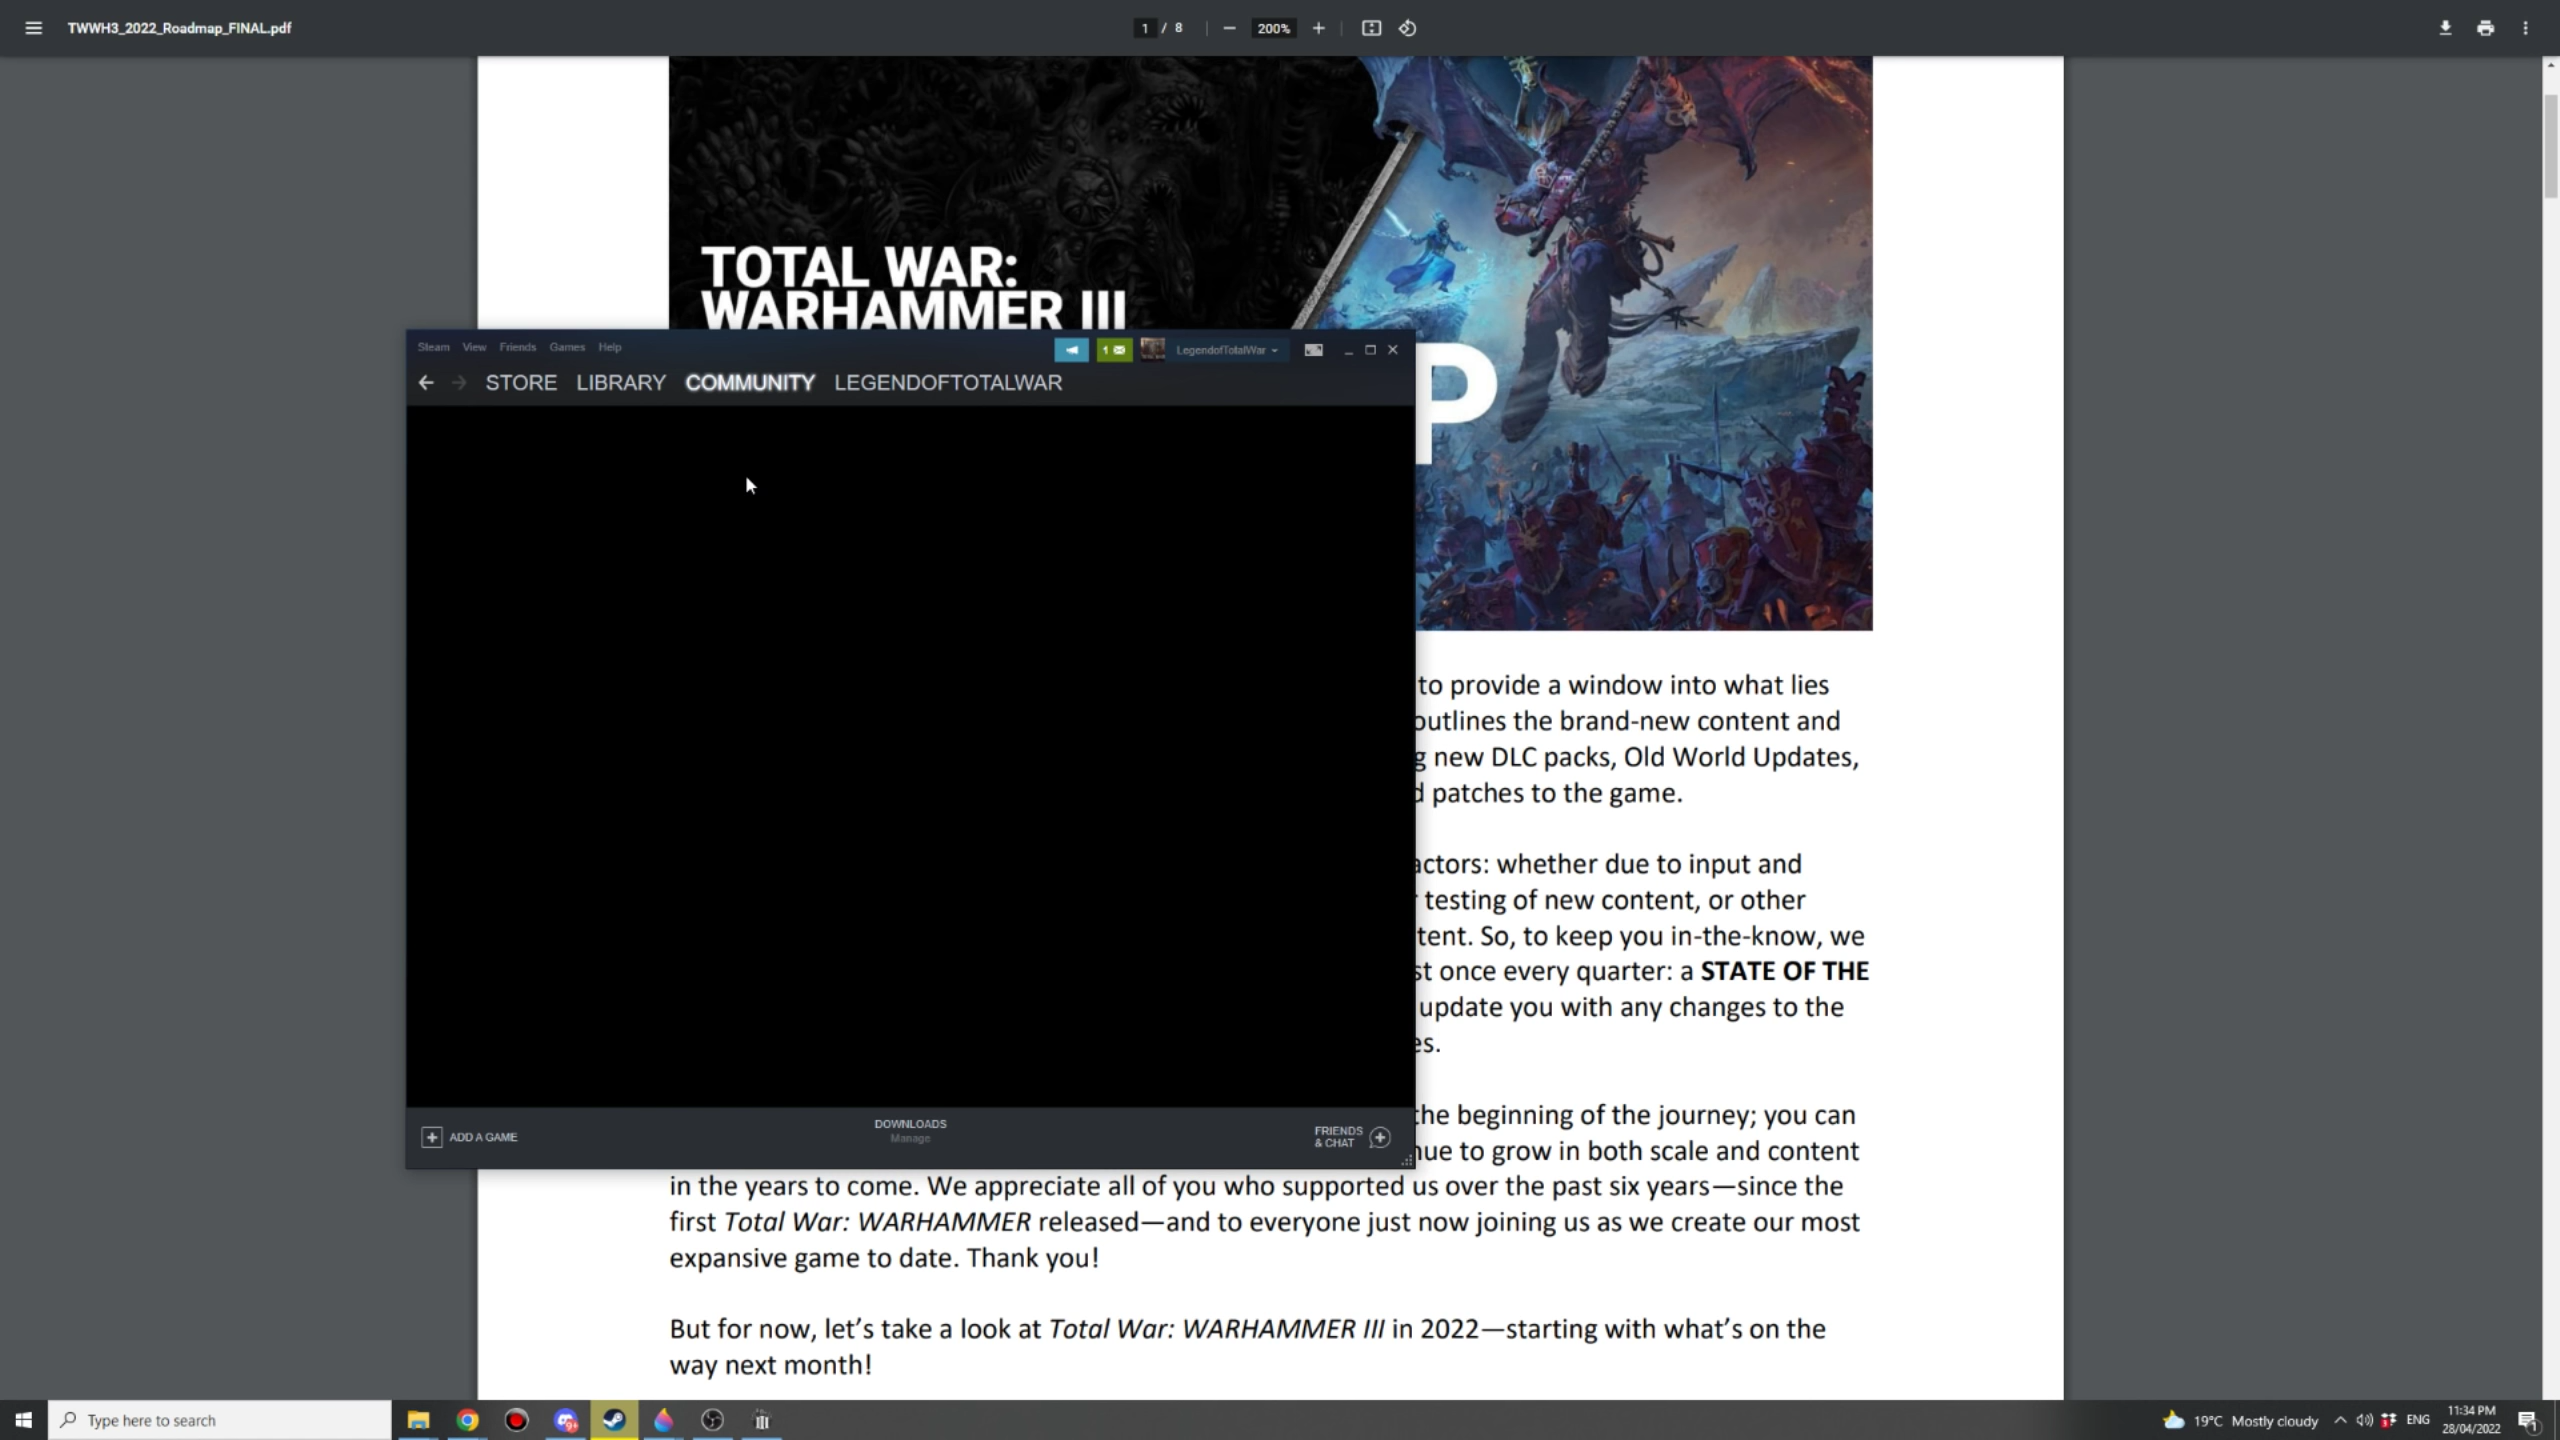 TWWH3_2022_Roadmap_FINAL.pdf
1 / 8
200%
TOTAL WAR:
WARHAMMER III
P
Steam View Friends Games Help
1
LegendofTotalWar
STORE LIBRARY COMMUNITY LEGENDOFTOTALWAR
to provide a window into what lies
outlines the brand-new content and
g new DLC packs, Old World Updates,
d patches to the game.
actors: whether due to input and
r testing of new content, or other
tent. So, to keep you in-the-know, we
st once every quarter: a STATE OF THE
update you with any changes to the
es.
the beginning of the journey; you can
nue to grow in both scale and content
ADD A GAME
DOWNLOADS
Manage
FRIENDS
& CHAT
in the years to come. We appreciate all of you who supported us over the past six years—since the
first Total War: WARHAMMER released—and to everyone just now joining us as we create our most
expansive game to date. Thank you!
But for now, let’s take a look at Total War: WARHAMMER III in 2022—starting with what’s on the
way next month!
Type here to search
19°C Mostly cloudy
ENG
11:34 PM
28/04/2022